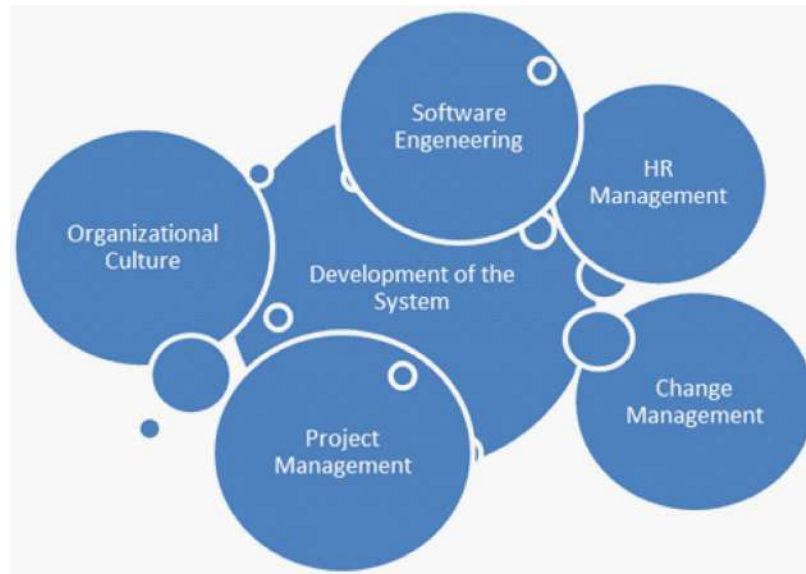 Software
Engeneering
HR
Management
Organizational
Culture
Development of the
System
Change
Management
Project
Management